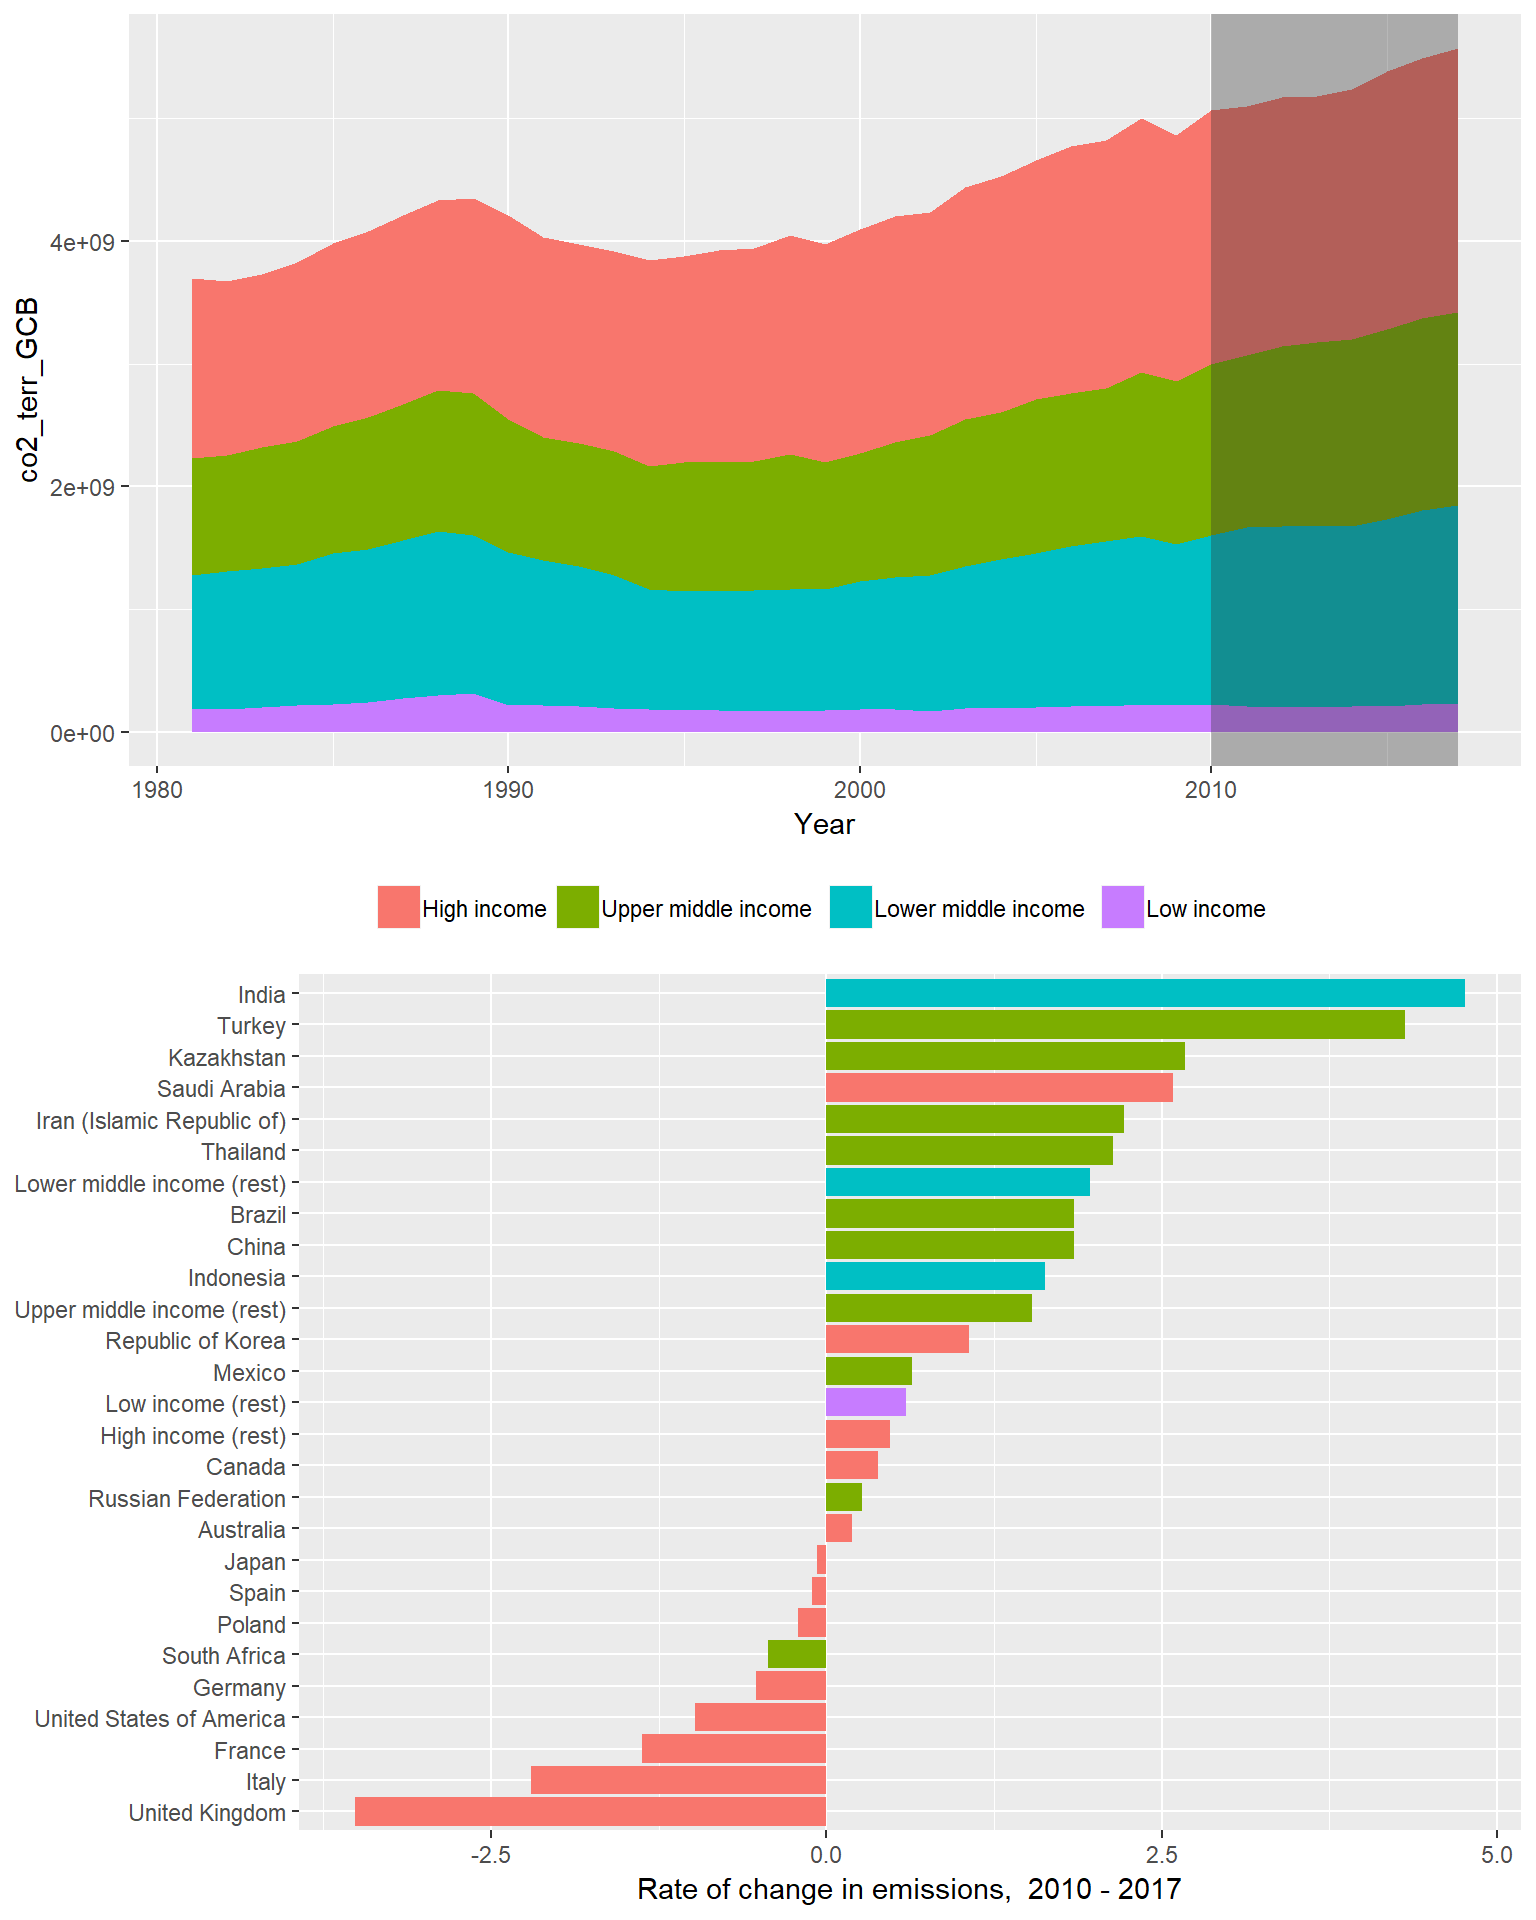 co2_terr_GCB
4e+09
2e+09
0e+00
1980 1990 2000 2010
Year
High income Upper middle income Lower middle income Low income
India
Turkey
Kazakhstan
Saudi Arabia
Iran (Islamic Republic of)
Thailand
Lower middle income (rest)
Brazil
China
Indonesia
Upper middle income (rest)
Republic of Korea
Mexico
Low income (rest)
High income (rest)
Canada
Russian Federation
Australia
Japan
Spain
Poland
South Africa
Germany
United States of America
France
Italy
United Kingdom
-2.5 0.0 2.5 5.0
Rate of change in emissions,  2010 - 2017